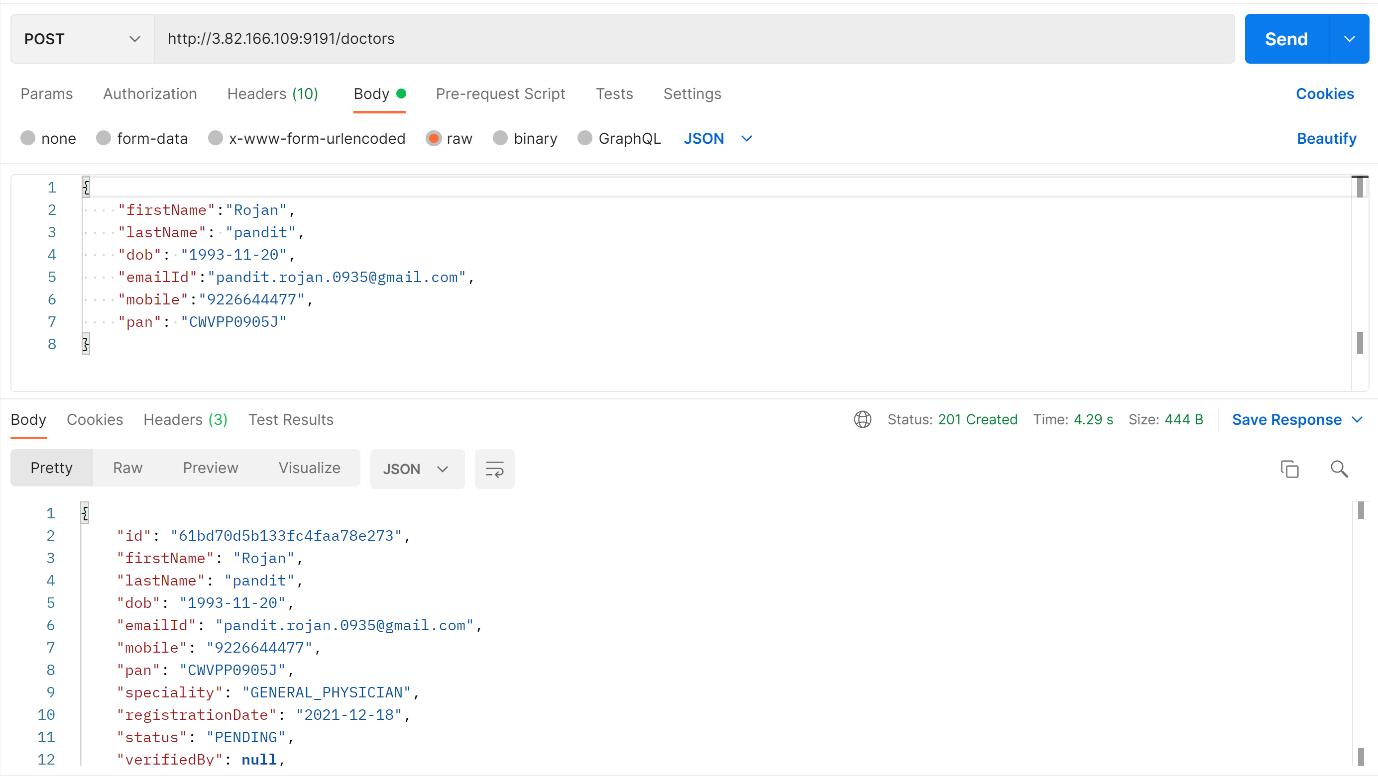 POST http://3.82.166.109:9191/doctors Send
Params Authorization Headers (10) Body Pre-request Script Tests Settings Cookies
none form-data x-www-form-urlencoded raw binary GraphQL JSON Beautify
1 {
2 "firstName":"Rojan",
3 "lastName": "pandit",
4 "dob": "1993-11-20",
5 "emailId":"pandit.rojan.0935@gmail.com",
6 "mobile":"9226644477",
7 "pan": "CWVPP0905J"
8 }
Body Cookies Headers (3) Test Results Status: 201 Created Time: 4.29 s Size: 444 B Save Response
Pretty Raw Preview Visualize JSON
1 {
2 "id": "61bd70d5b133fc4faa78e273",
3 "firstName": "Rojan",
4 "lastName": "pandit",
5 "dob": "1993-11-20",
6 "emailId": "pandit.rojan.0935@gmail.com",
7 "mobile": "9226644477",
8 "pan": "CWVPP0905J",
9 "speciality": "GENERAL_PHYSICIAN",
10 "registrationDate": "2021-12-18",
11 "status": "PENDING",
12 "verifiedBy": null,